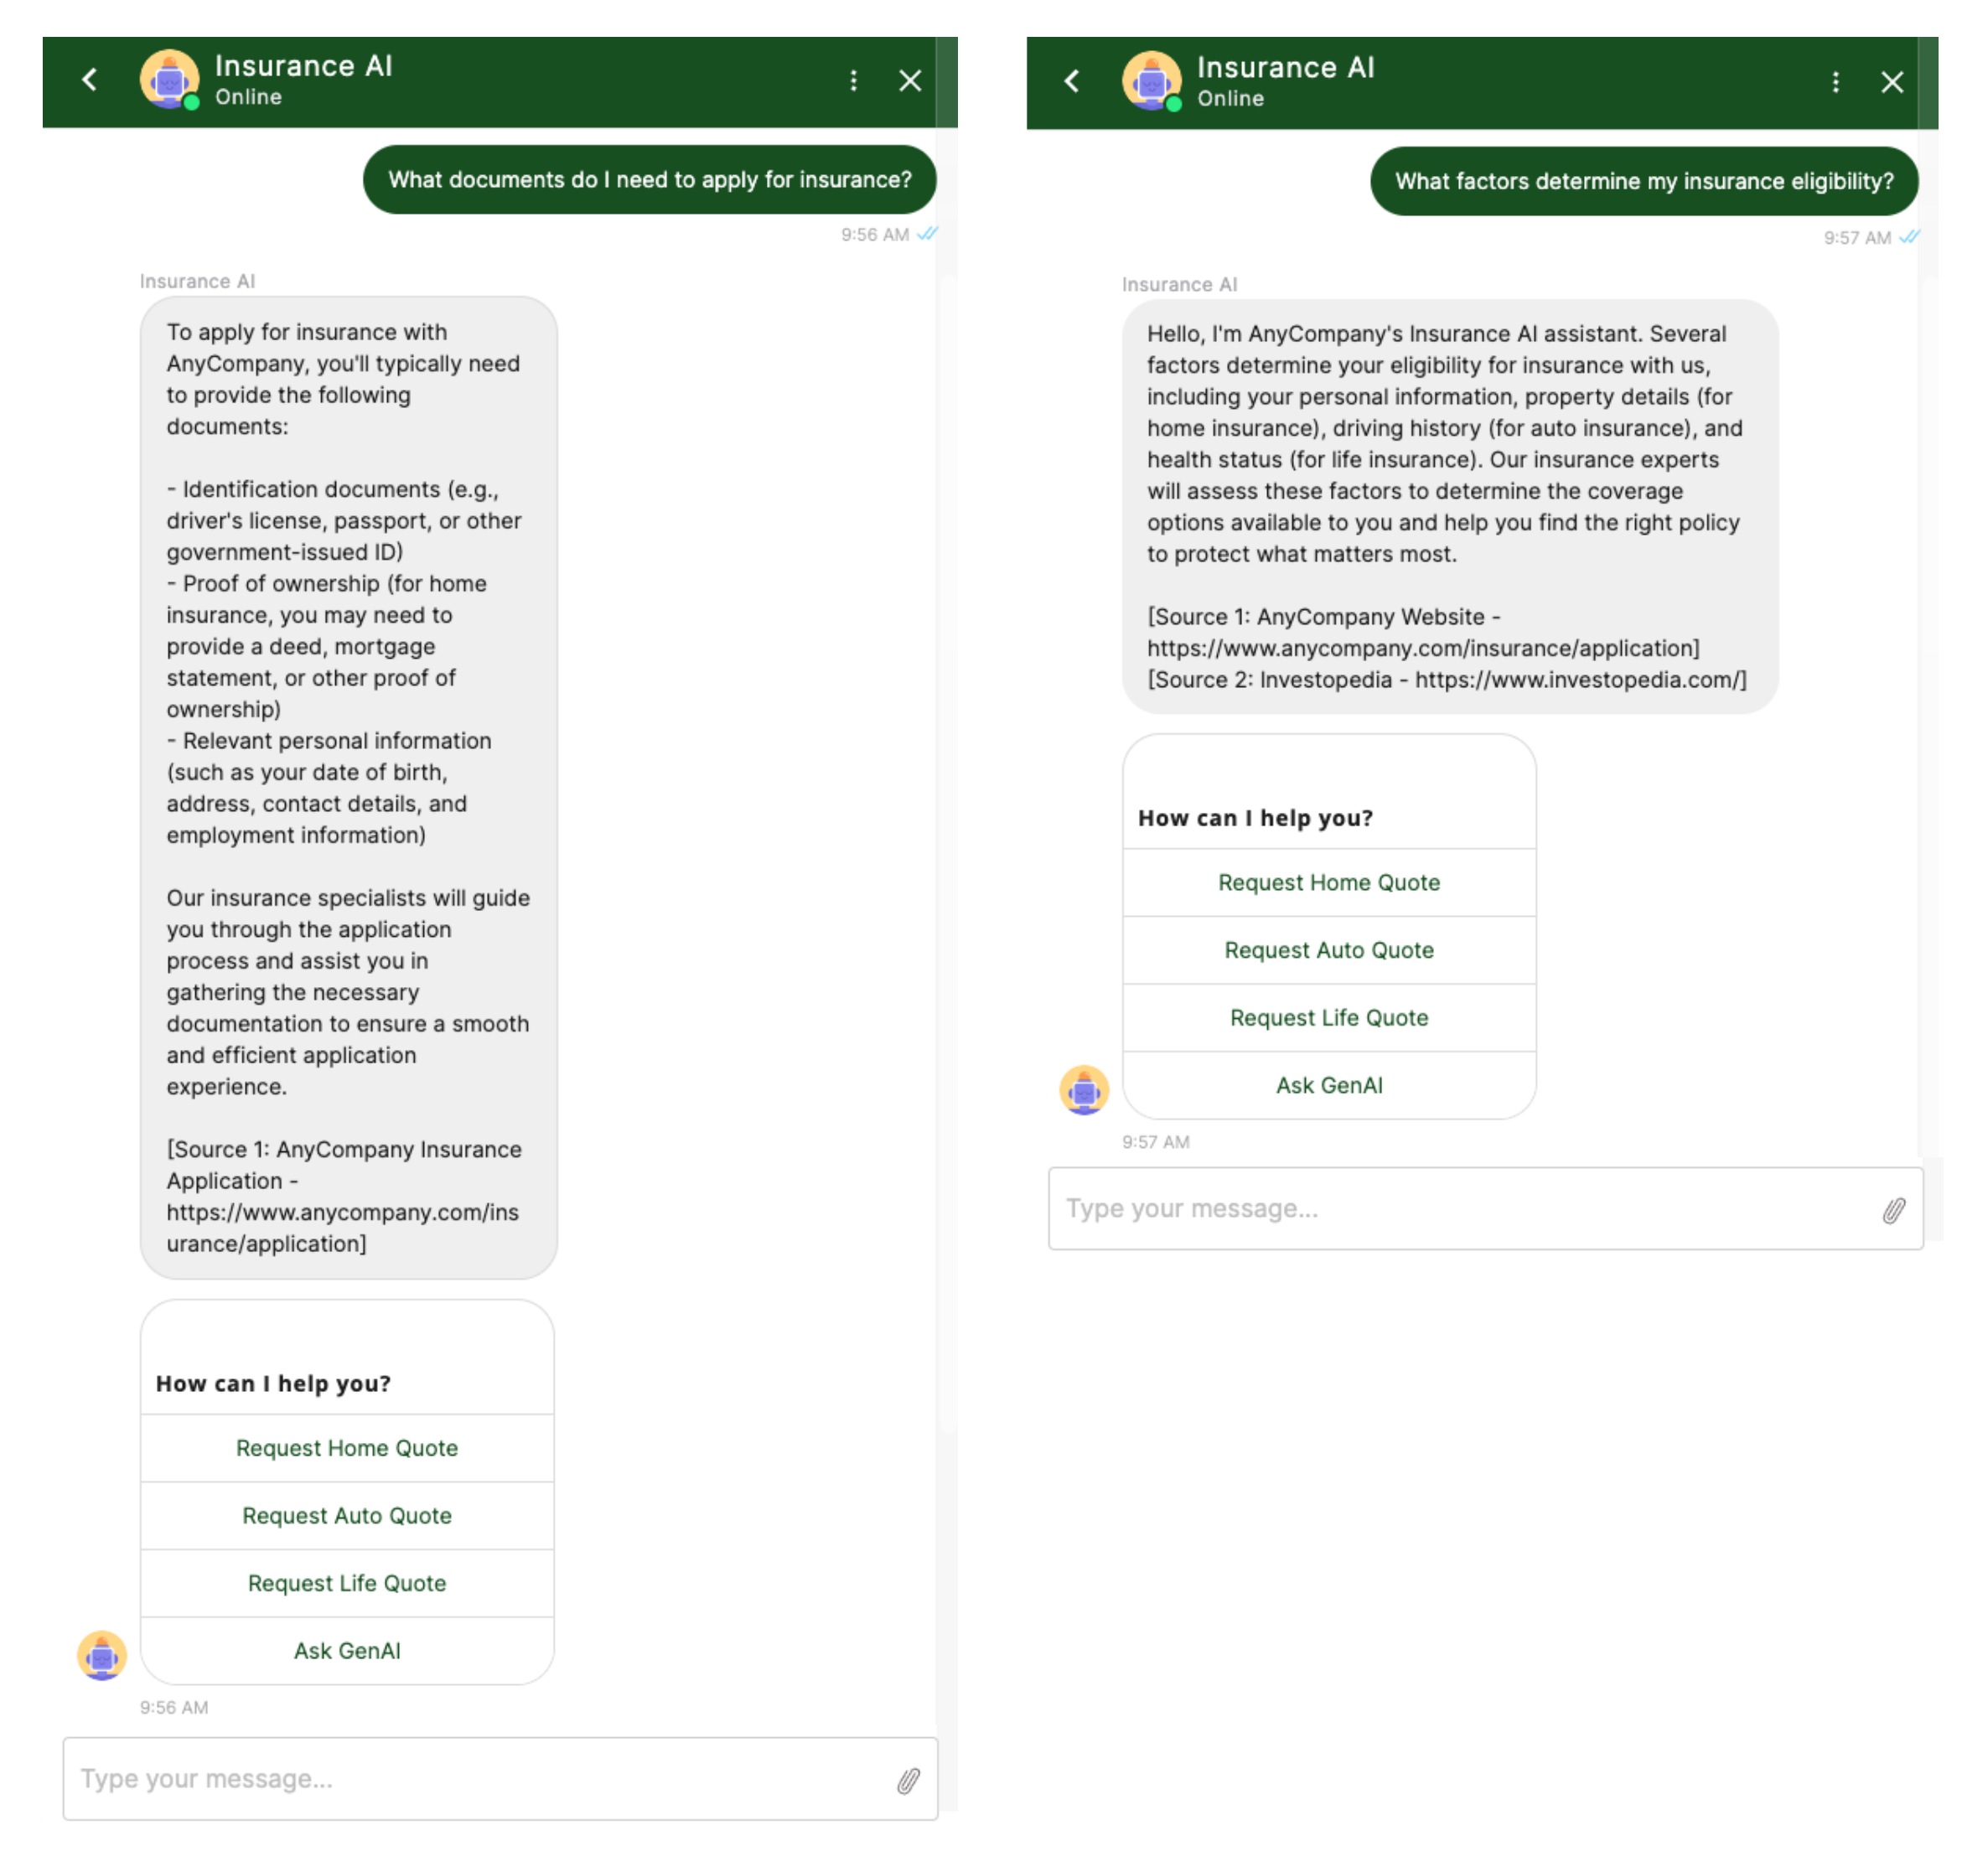 Insurance AI
Online
What documents do I need to apply for insurance?
9:56 AM
Insurance AI
To apply for insurance with
AnyCompany, you'll typically need
to provide the following
documents:
- Identification documents (e.g.,
driver's license, passport, or other
government-issued ID)
- Proof of ownership (for home
insurance, you may need to
provide a deed, mortgage
statement, or other proof of
ownership)
- Relevant personal information
(such as your date of birth,
address, contact details, and
employment information)
Our insurance specialists will guide
you through the application
process and assist you in
gathering the necessary
documentation to ensure a smooth
and efficient application
experience.
[Source 1: AnyCompany Insurance
Application -
https://www.anycompany.com/ins
urance/application]
How can I help you?
Request Home Quote
Request Auto Quote
Request Life Quote
Ask GenAI
9:56 AM
Type your message...
Insurance AI
Online
What factors determine my insurance eligibility?
9:57 AM
Insurance AI
Hello, I'm AnyCompany's Insurance AI assistant. Several
factors determine your eligibility for insurance with us,
including your personal information, property details (for
home insurance), driving history (for auto insurance), and
health status (for life insurance). Our insurance experts
will assess these factors to determine the coverage
options available to you and help you find the right policy
to protect what matters most.
[Source 1: AnyCompany Website -
https://www.anycompany.com/insurance/application]
[Source 2: Investopedia - https://www.investopedia.com/]
How can I help you?
Request Home Quote
Request Auto Quote
Request Life Quote
Ask GenAI
9:57 AM
Type your message...